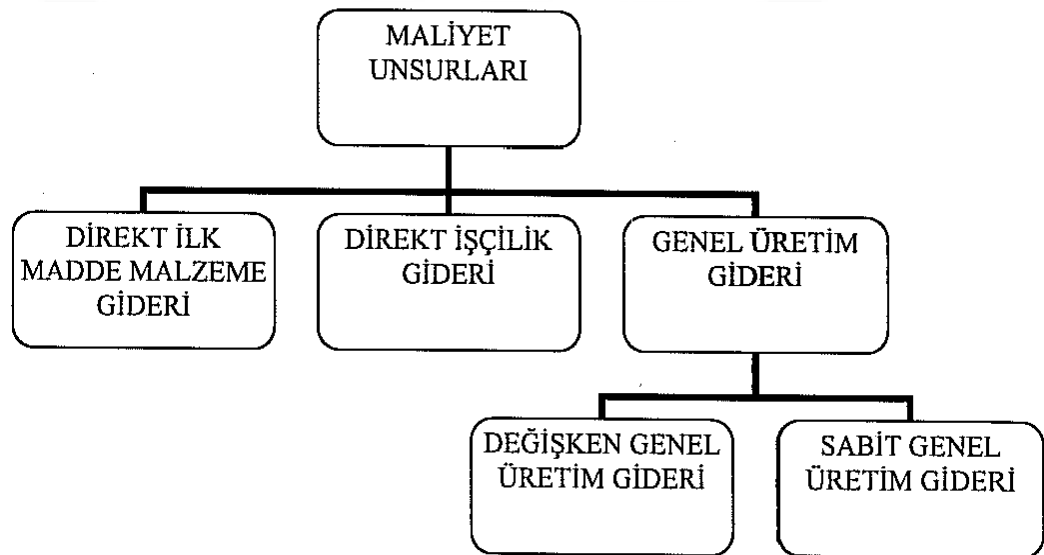 MALİYET
UNSURLARI
DİREKT İLK
MADDE MALZEME
GİDERİ
DİREKT İŞÇİLİK
GİDERİ
GENEL ÜRETİM
GİDERİ
DEĞİŞKEN GENEL
ÜRETİM GİDERİ
SABİT GENEL
ÜRETİM GİDERİ